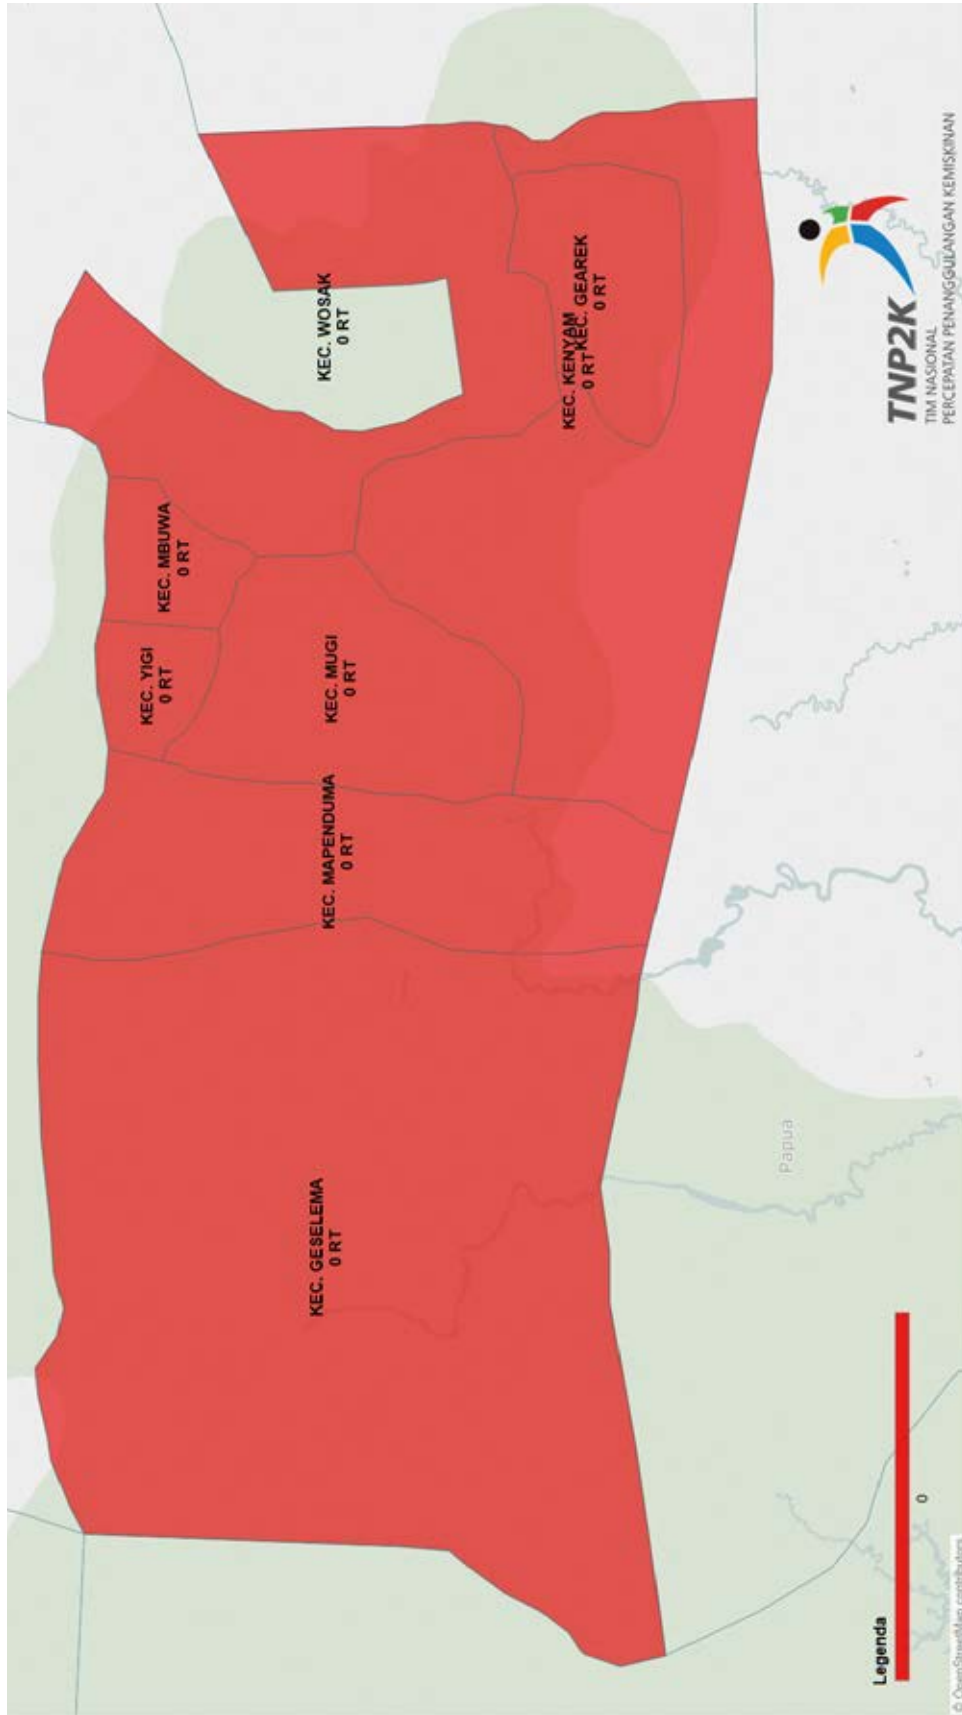 KEC. GESELEMA
0 RT
KEC. MAPENDUMA
0 RT
KEC. YIGI
0 RT
KEC. MUGI
0 RT
KEC. MBUWA
0 RT
KEC. WOSAK
0 RT
KEC. KENYAM
0 RT
KEC. GEAREK
0 RT
Papua
Legenda
0
TNP2K
TIM NASIONAL
PERCEPATAN PENANGGULANGAN KEMISKINAN
© OpenStreetMap contributors